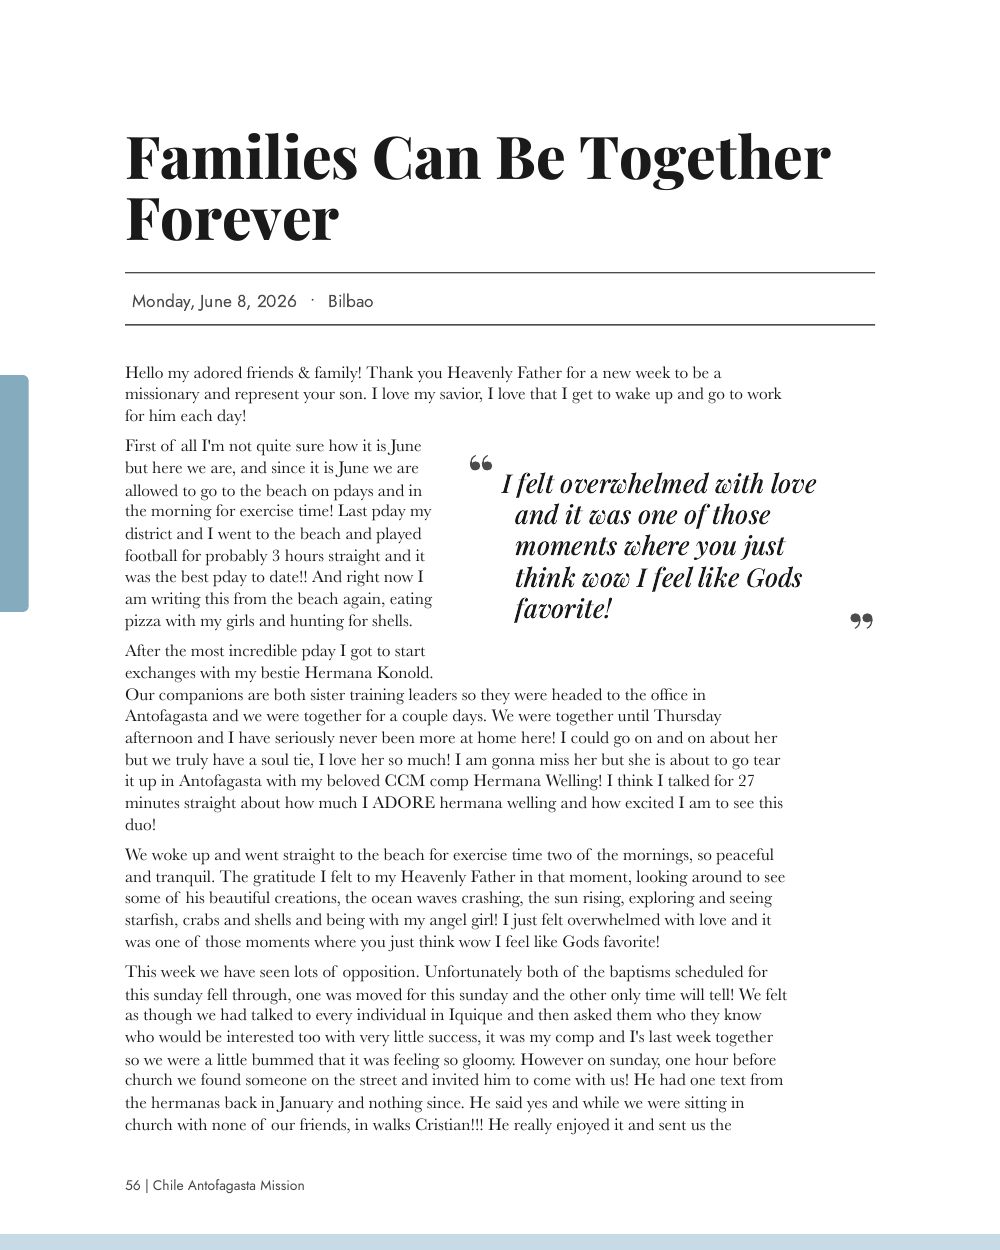 Families Can Be Together
Forever
Monday, June 8, 2026 · Bilbao
Hello my adored friends & family! Thank you Heavenly Father for a new week to be a
missionary and represent your son. I love my savior, I love that I get to wake up and go to work
for him each day!
First of all I'm not quite sure how it is June
but here we are, and since it is June we are
allowed to go to the beach on pdays and in
the morning for exercise time! Last pday my
district and I went to the beach and played
football for probably 3 hours straight and it
was the best pday to date!! And right now I
am writing this from the beach again, eating
pizza with my girls and hunting for shells.
“ I felt overwhelmed with love
and it was one of those
moments where you just
think wow I feel like Gods
favorite! ”
After the most incredible pday I got to start
exchanges with my bestie Hermana Konold.
Our companions are both sister training leaders so they were headed to the office in
Antofagasta and we were together for a couple days. We were together until Thursday
afternoon and I have seriously never been more at home here! I could go on and on about her
but we truly have a soul tie, I love her so much! I am gonna miss her but she is about to go tear
it up in Antofagasta with my beloved CCM comp Hermana Welling! I think I talked for 27
minutes straight about how much I ADORE hermana welling and how excited I am to see this
duo!
We woke up and went straight to the beach for exercise time two of the mornings, so peaceful
and tranquil. The gratitude I felt to my Heavenly Father in that moment, looking around to see
some of his beautiful creations, the ocean waves crashing, the sun rising, exploring and seeing
starfish, crabs and shells and being with my angel girl! I just felt overwhelmed with love and it
was one of those moments where you just think wow I feel like Gods favorite!
This week we have seen lots of opposition. Unfortunately both of the baptisms scheduled for
this sunday fell through, one was moved for this sunday and the other only time will tell! We felt
as though we had talked to every individual in Iquique and then asked them who they know
who would be interested too with very little success, it was my comp and I's last week together
so we were a little bummed that it was feeling so gloomy. However on sunday, one hour before
church we found someone on the street and invited him to come with us! He had one text from
the hermanas back in January and nothing since. He said yes and while we were sitting in
church with none of our friends, in walks Cristian!!! He really enjoyed it and sent us the
56 | Chile Antofagasta Mission